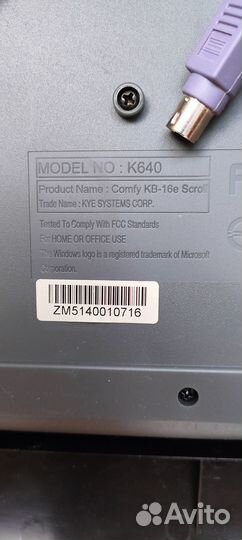 MODEL NO : K640
Product Name : Comfy KB-16e Scroll
Trade Name : KYE SYSTEMS CORP.
Tested To Comply With FCC Standards
For HOME OR OFFICE USE
The Windows logo is a registered trademark of Microsoft
Corporation.
ZM5140010716
Avito